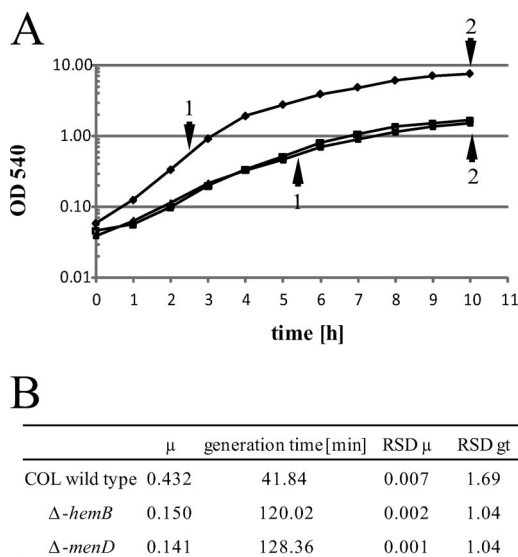 A
2
10.00
1
1.00
OD 540
0.10
1
2
0.01
0 1 2 3 4 5 6 7 8 9 10 11
time [h]
B
μ generation time [min] RSD μ RSD gt
COL wild type 0.432 41.84 0.007 1.69
Δ-hemB 0.150 120.02 0.002 1.04
Δ-menD 0.141 128.36 0.001 1.04